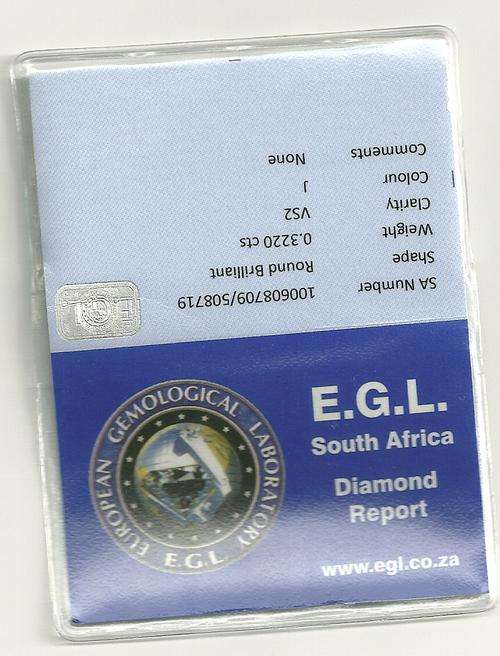 SA Number 100608709/508719
Shape Round Brilliant
Weight 0.3220 cts
Clarity VS2
Colour J
Comments None
EUROPEAN GEMOLOGICAL LABORATORY
E.G.L.
E.G.L.
South Africa
Diamond
Report
www.egl.co.za